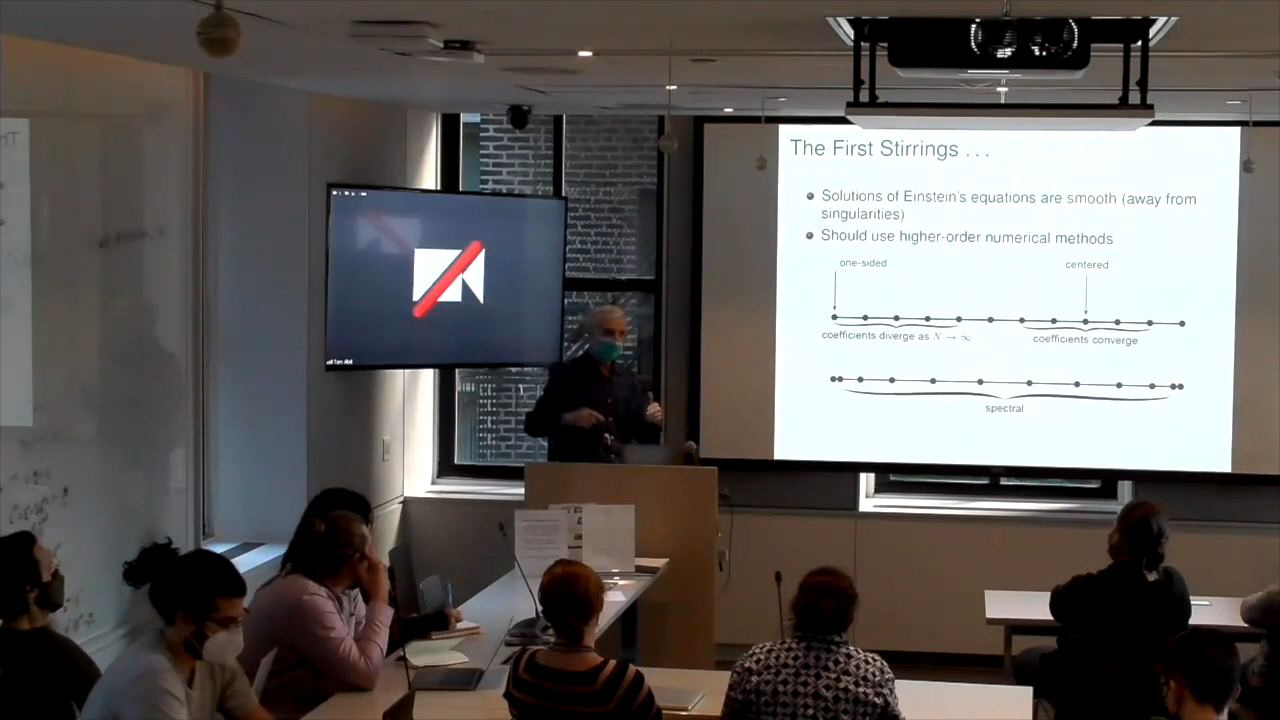 The First Stirrings . . .
Solutions of Einstein's equations are smooth (away from
singularities)
Should use higher-order numerical methods
one-sided
centered
coefficients diverge as N → ∞
coefficients converge
spectral